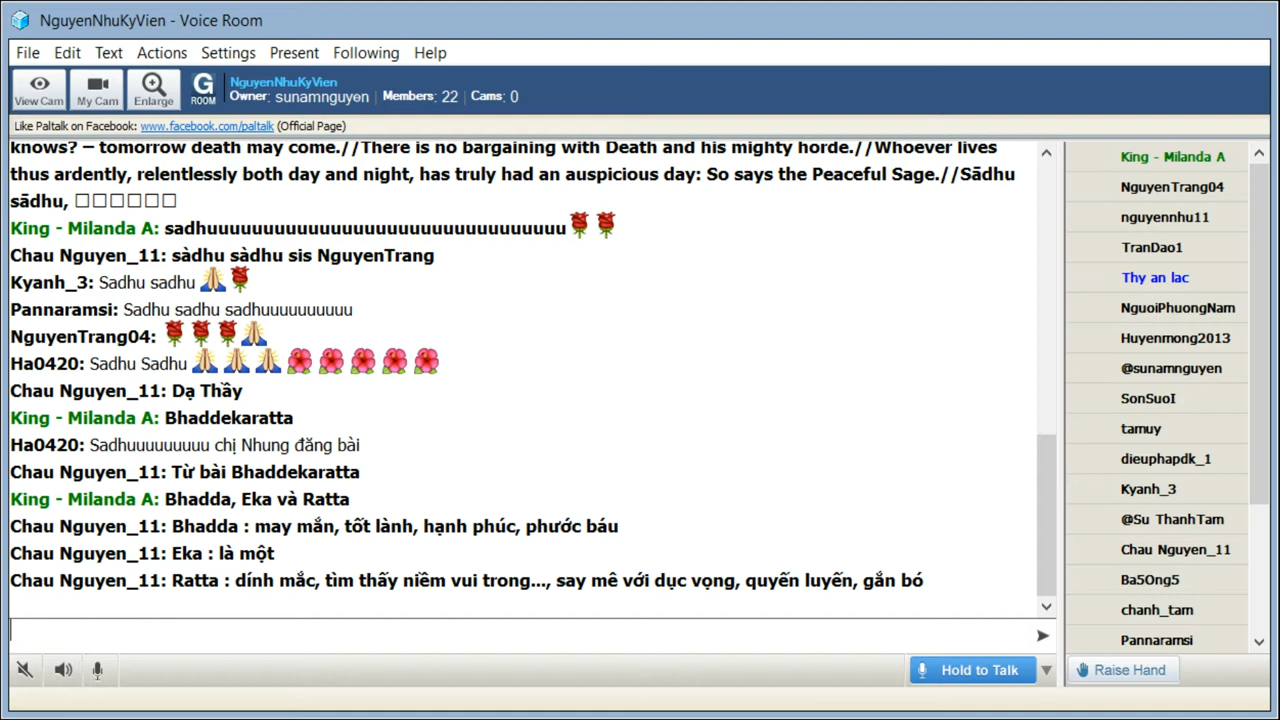 NguyenNhuKyVien - Voice Room
File Edit Text Actions Settings Present Following Help
View Cam My Cam Enlarge G ROOM NguyenNhuKyVien
Owner: sunamnguyen Members: 22 Cams: 0
Like Paltalk on Facebook: www.facebook.com/paltalk (Official Page)
knows? – tomorrow death may come.//There is no bargaining with Death and his mighty horde.//Whoever lives
thus ardently, relentlessly both day and night, has truly had an auspicious day: So says the Peaceful Sage.//Sādhu
sādhu, □□□□□□
King - Milanda A: sadhuuuuuuuuuuuuuuuuuuuuuuuuuuuuuuuu🌹🌹
Chau Nguyen_11: sàdhu sàdhu sis NguyenTrang
Kyanh_3: Sadhu sadhu 🙏🌹
Pannaramsi: Sadhu sadhu sadhuuuuuuuuuu
NguyenTrang04: 🌹🌹🌹🙏
Ha0420: Sadhu Sadhu 🙏🙏🙏🌺🌺🌺🌺🌺
Chau Nguyen_11: Dạ Thầy
King - Milanda A: Bhaddekaratta
Ha0420: Sadhuuuuuuuuu chị Nhung đăng bài
Chau Nguyen_11: Từ bài Bhaddekaratta
King - Milanda A: Bhadda, Eka và Ratta
Chau Nguyen_11: Bhadda : may mắn, tốt lành, hạnh phúc, phước báu
Chau Nguyen_11: Eka : là một
Chau Nguyen_11: Ratta : dính mắc, tìm thấy niềm vui trong..., say mê với dục vọng, quyến luyến, gắn bó
King - Milanda A
NguyenTrang04
nguyennhu11
TranDao1
Thy an lac
NguoiPhuongNam
Huyenmong2013
@sunamnguyen
SonSuoI
tamuy
dieuphapdk_1
Kyanh_3
@Su ThanhTam
Chau Nguyen_11
Ba5Ong5
chanh_tam
Pannaramsi
Hold to Talk
Raise Hand